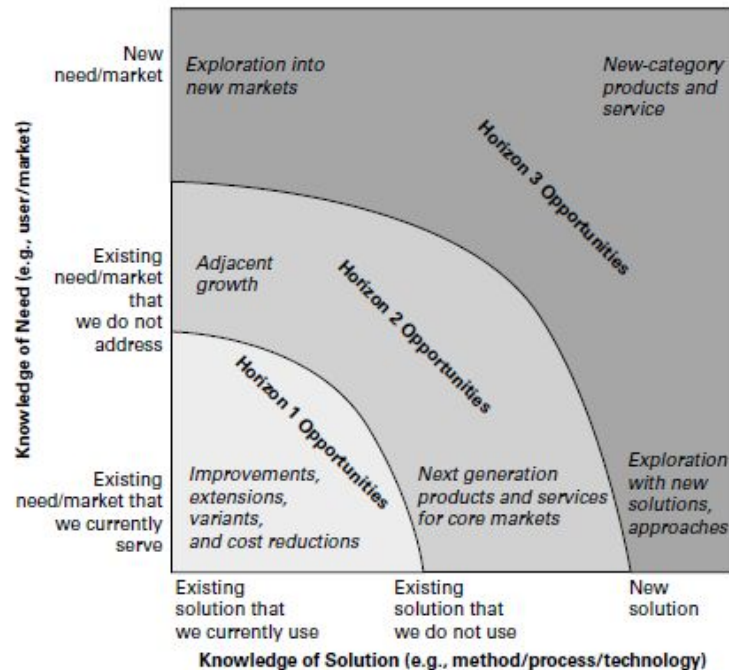 New
need/market
Exploration into
new markets
New-category
products and
service
Horizon 3 Opportunities
Knowledge of Need (e.g., user/market)
Existing
need/market
that
we do not
address
Adjacent
growth
Horizon 2 Opportunities
Horizon 1 Opportunities
Existing
need/market that
we currently
serve
Improvements,
extensions,
variants,
and cost reductions
Next generation
products and services
for core markets
Exploration
with new
solutions,
approaches
Existing
solution that
we currently use
Existing
solution that
we do not use
New
solution
Knowledge of Solution (e.g., method/process/technology)